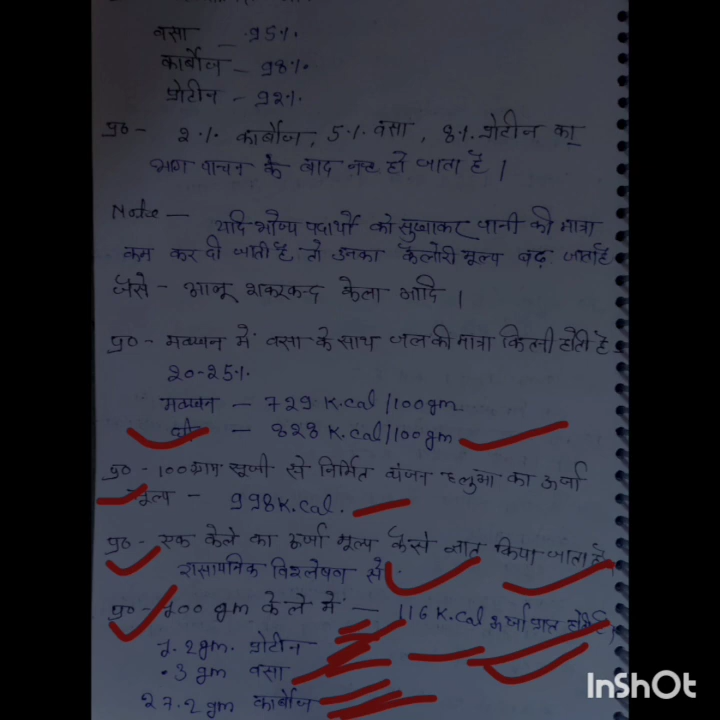 वसा - 95%
कार्बोज - 98%
प्रोटीन - 92%
प्र० - 2% कार्बोज, 5% वसा, 8% प्रोटीन का
भाग पाचन के बाद नष्ट हो जाता है।
Note - यदि भोज्य पदार्थों को सुखाकर पानी की मात्रा
कम कर दी जाती है तो उनका कैलोरी मूल्य बढ़ जाता है
जैसे - आलू शकरकन्द केला आदि।
प्र० - मक्खन में वसा के साथ जल की मात्रा कितनी होती है
20-25%
मक्खन - 729 K.cal/100gm
घी - 828 K.cal/100gm
प्र० - 100 ग्राम सूजी से निर्मित व्यंजन हलुआ का ऊर्जा
मूल्य - 998 K.cal.
प्र० - एक केले का ऊर्जा मूल्य कैसे ज्ञात किया जाता है
रासायनिक विश्लेषण से
प्र० - 100 gm केले में - 116 K.cal ऊर्जा प्राप्त होती है।
1.2gm. प्रोटीन
.3 gm वसा
27.2 gm कार्बोज
InShOt